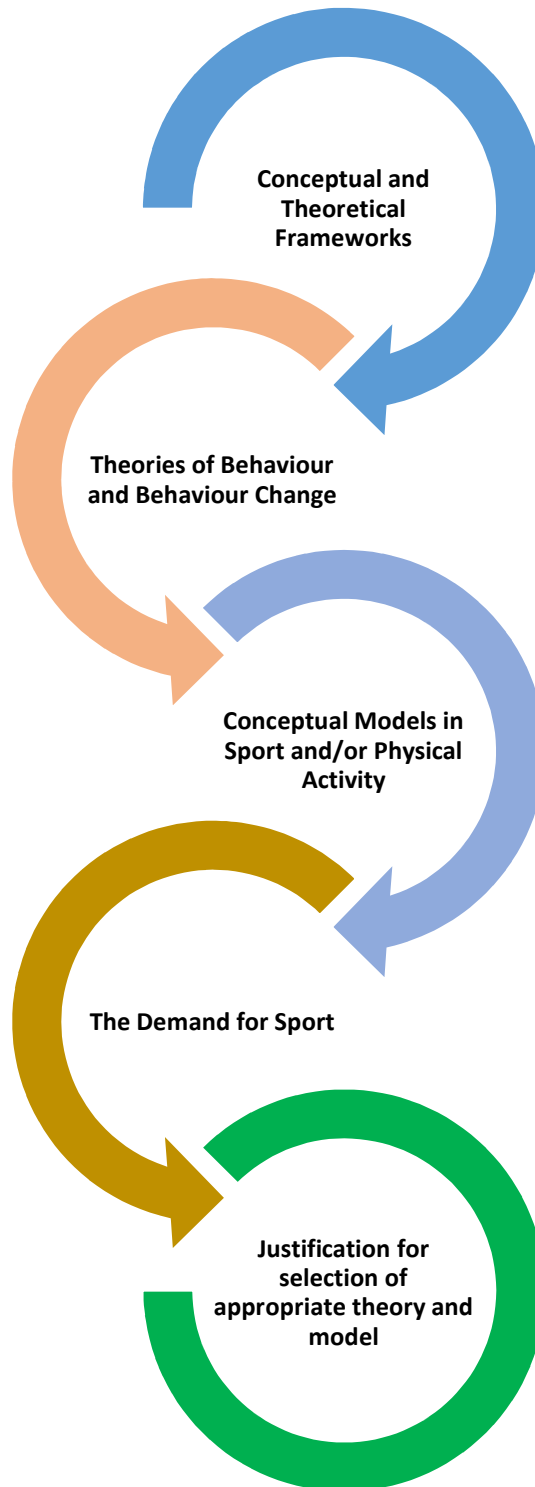 Conceptual and
Theoretical
Frameworks
Theories of Behaviour
and Behaviour Change
Conceptual Models in
Sport and/or Physical
Activity
The Demand for Sport
Justification for
selection of
appropriate theory and
model